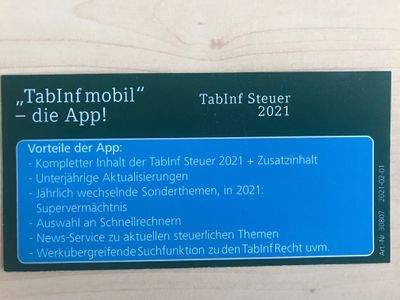 „TabInf mobil“
– die App!
TabInf Steuer
2021
Vorteile der App:
- Kompletter Inhalt der TabInf Steuer 2021 + Zusatzinhalt
- Unterjährige Aktualisierungen
- Jährlich wechselnde Sonderthemen, in 2021:
Supervermächtnis
- Auswahl an Schnellrechnern
- News-Service zu aktuellen steuerlichen Themen
- Werkübergreifende Suchfunktion zu den TabInf Recht uvm.
Art.-Nr. 30807 2021-02-01